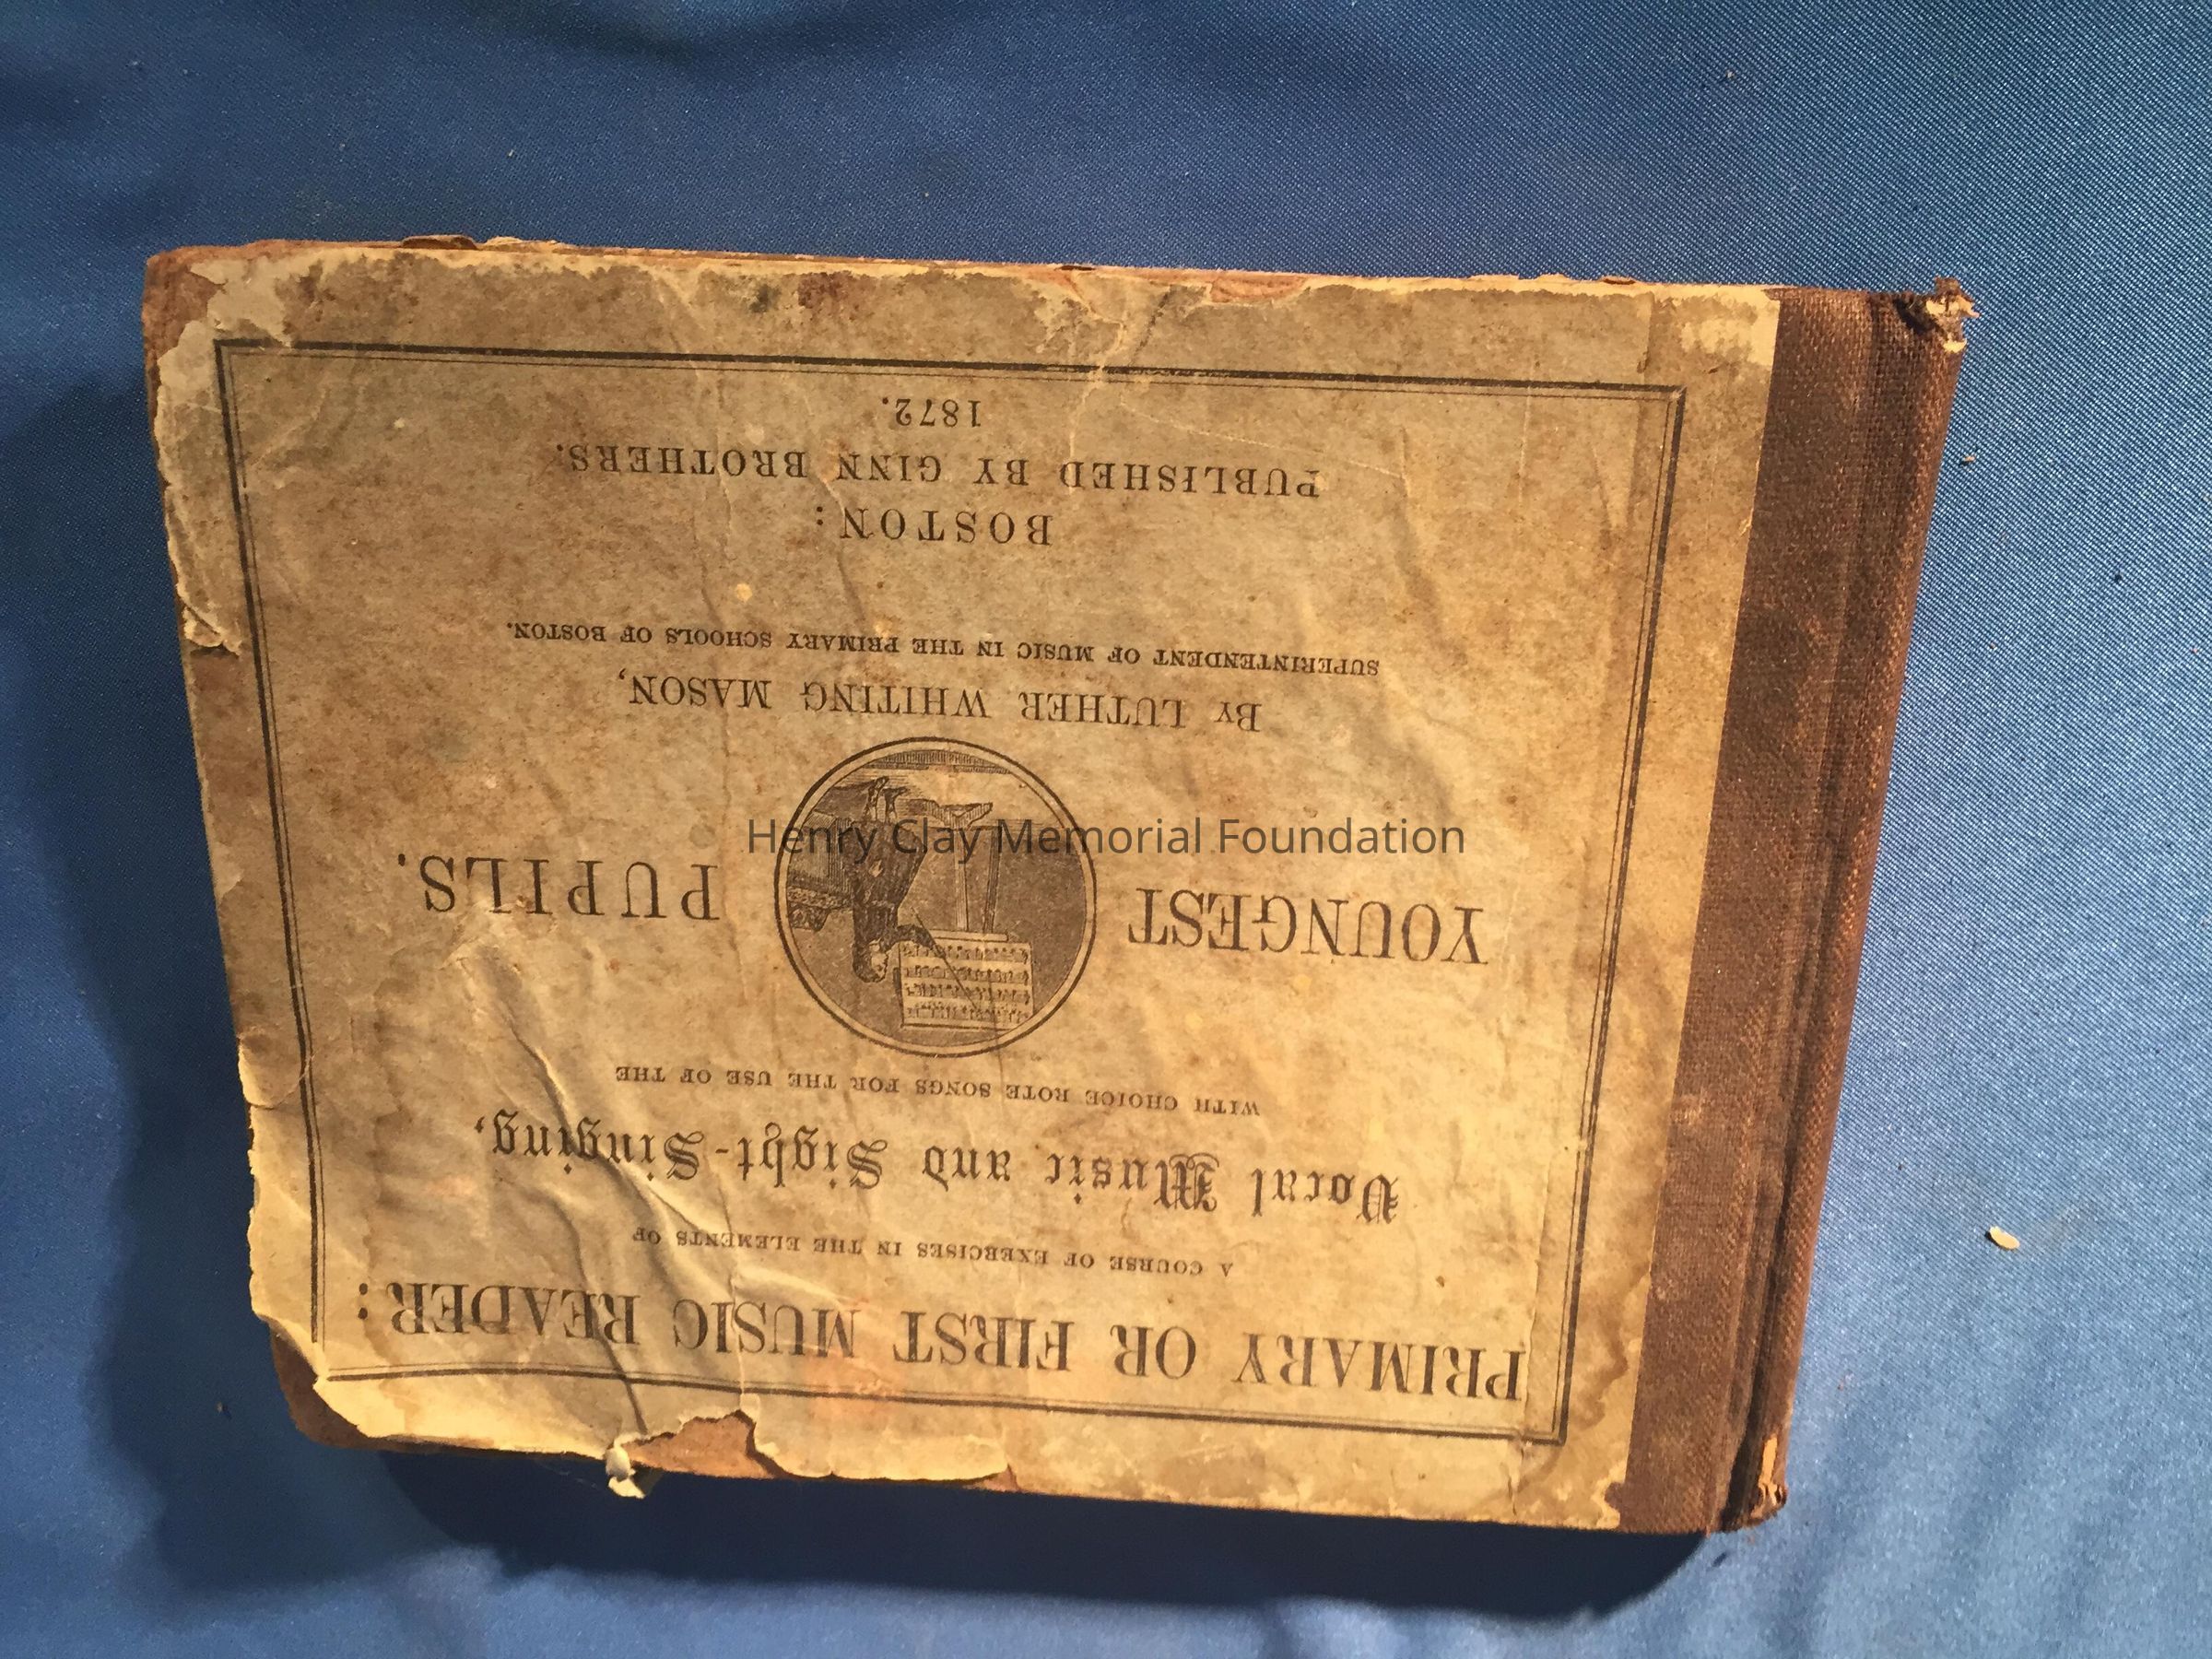 PRIMARY OR FIRST MUSIC READER:
A COURSE OF EXERCISES IN THE ELEMENTS OF
Vocal Music and Sight-Singing,
WITH CHOICE ROTE SONGS FOR THE USE OF THE
YOUNGEST PUPILS.
BY LUTHER WHITING MASON,
SUPERINTENDENT OF MUSIC IN THE PRIMARY SCHOOLS OF BOSTON.
BOSTON:
PUBLISHED BY GINN BROTHERS.
1872.
Henry Clay Memorial Foundation